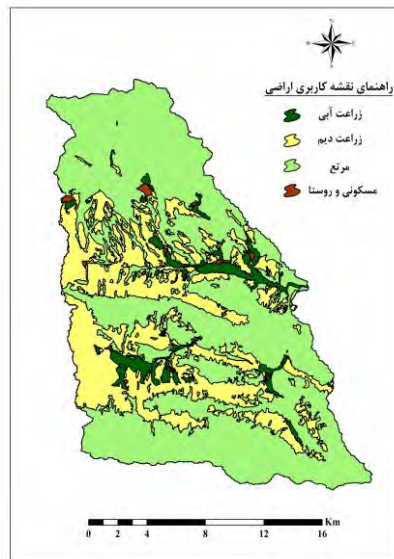 راهنمای نقشه کاربری اراضی
زراعت آبی
زراعت دیم
مرتع
مسکونی و روستا
Km
0 2 4 8 12 16